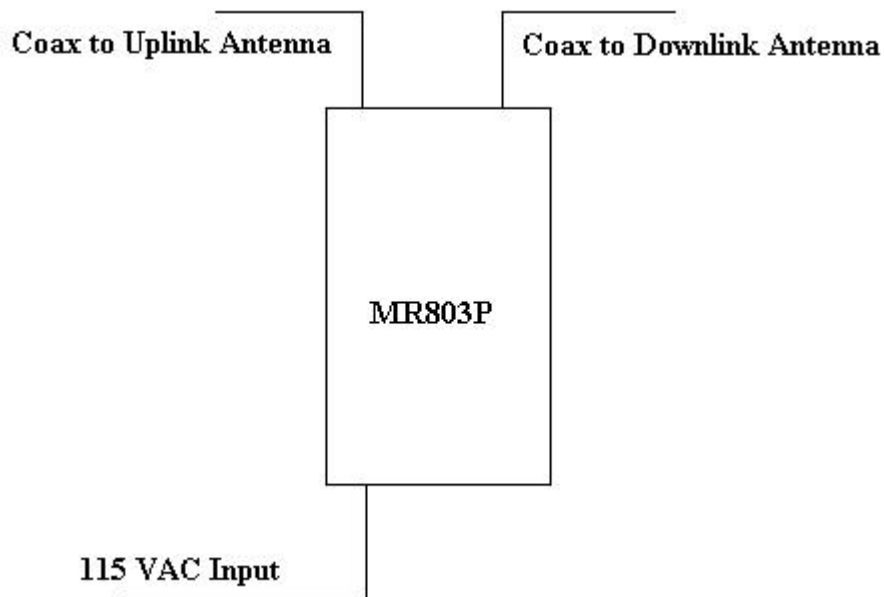 Coax to Uplink Antenna
Coax to Downlink Antenna
MR803P
115 VAC Input